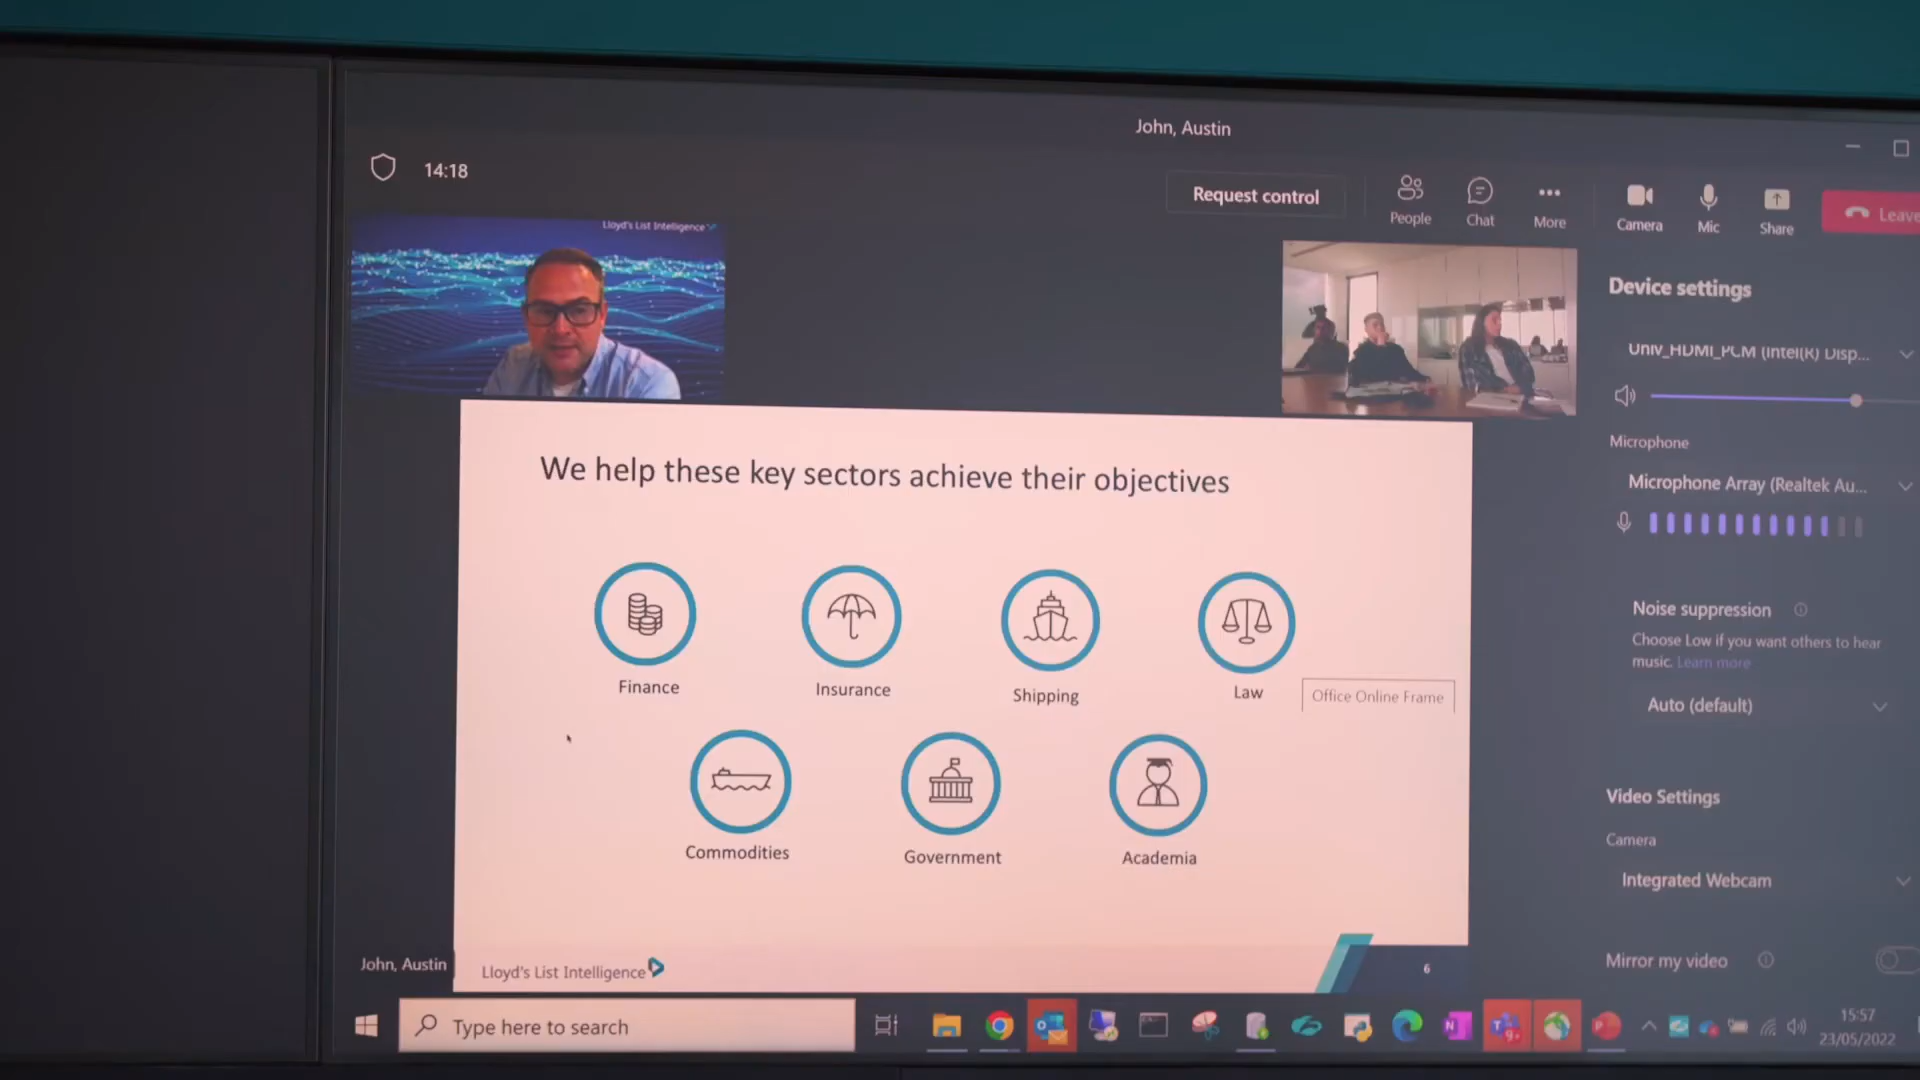 John, Austin
14:18
Request control
People
Chat
More
Camera
Mic
Share
Leave
Lloyd's List Intelligence
Device settings
Univ_HDMI_PCM (Intel(R) Disp...
Microphone
Microphone Array (Realtek Au...
Noise suppression
Choose Low if you want others to hear
music. Learn more
Auto (default)
Video Settings
Camera
Integrated Webcam
Mirror my video
We help these key sectors achieve their objectives
Finance
Insurance
Shipping
Law
Office Online Frame
Commodities
Government
Academia
John, Austin
Lloyd's List Intelligence
6
Type here to search
15:57
23/05/2022